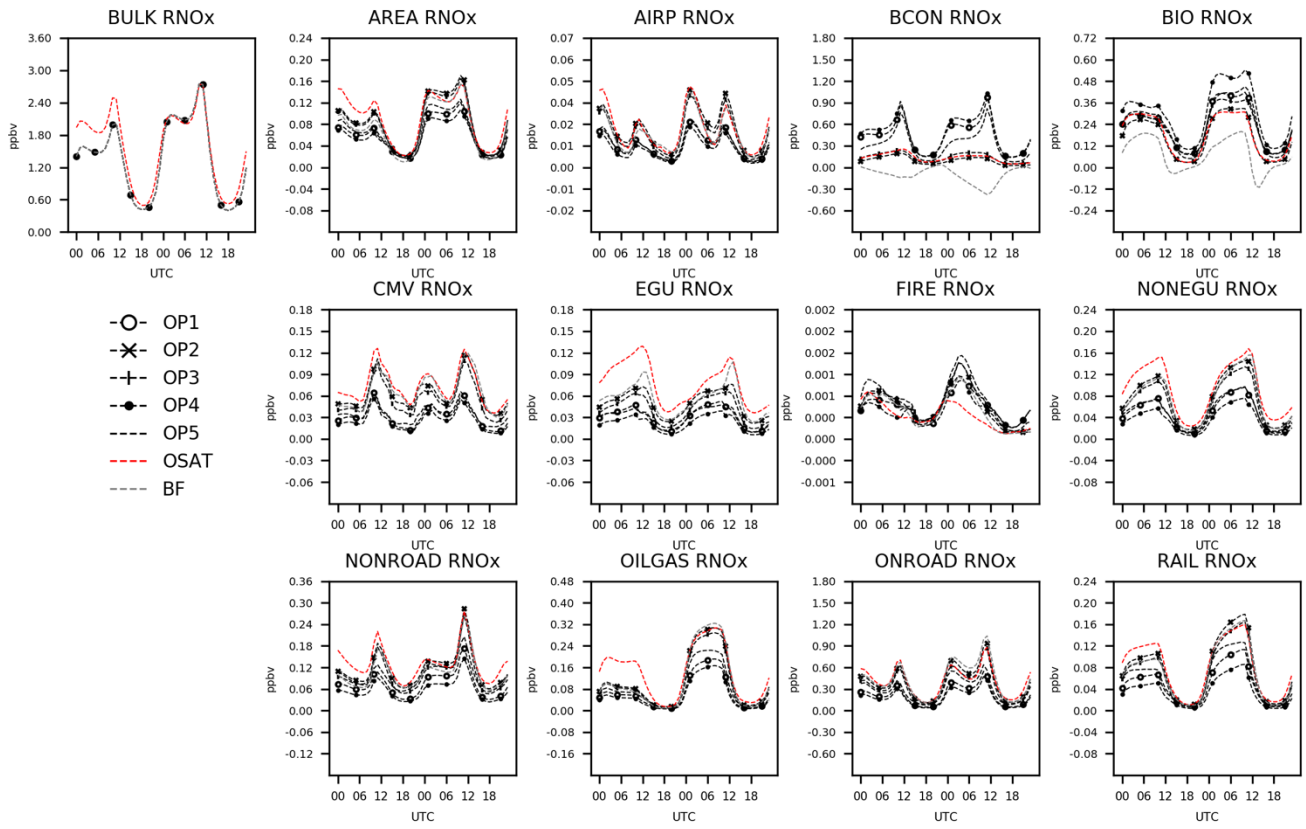 BULK RNOx
AREA RNOx
AIRP RNOx
BCON RNOx
BIO RNOx
3.60
3.00
2.40
1.80
1.20
0.60
0.00
ppbv
00 06 12 18 00 06 12 18
UTC
0.24
0.20
0.16
0.12
0.08
0.04
0.00
-0.04
-0.08
ppbv
00 06 12 18 00 06 12 18
UTC
0.07
0.06
0.05
0.04
0.02
0.01
0.00
-0.01
-0.02
ppbv
00 06 12 18 00 06 12 18
UTC
1.80
1.50
1.20
0.90
0.60
0.30
0.00
-0.30
-0.60
ppbv
00 06 12 18 00 06 12 18
UTC
0.72
0.60
0.48
0.36
0.24
0.12
0.00
-0.12
-0.24
ppbv
00 06 12 18 00 06 12 18
UTC
OP1
OP2
OP3
OP4
OP5
OSAT
BF
CMV RNOx
EGU RNOx
FIRE RNOx
NONEGU RNOx
0.18
0.15
0.12
0.09
0.06
0.03
0.00
-0.03
-0.06
ppbv
00 06 12 18 00 06 12 18
UTC
0.18
0.15
0.12
0.09
0.06
0.03
0.00
-0.03
-0.06
ppbv
00 06 12 18 00 06 12 18
UTC
0.002
0.002
0.002
0.001
0.001
0.000
0.000
-0.000
-0.001
ppbv
00 06 12 18 00 06 12 18
UTC
0.24
0.20
0.16
0.12
0.08
0.04
0.00
-0.04
-0.08
ppbv
00 06 12 18 00 06 12 18
UTC
NONROAD RNOx
OILGAS RNOx
ONROAD RNOx
RAIL RNOx
0.36
0.30
0.24
0.18
0.12
0.06
0.00
-0.06
-0.12
ppbv
00 06 12 18 00 06 12 18
UTC
0.48
0.40
0.32
0.24
0.16
0.08
0.00
-0.08
-0.16
ppbv
00 06 12 18 00 06 12 18
UTC
1.80
1.50
1.20
0.90
0.60
0.30
0.00
-0.30
-0.60
ppbv
00 06 12 18 00 06 12 18
UTC
0.24
0.20
0.16
0.12
0.08
0.04
0.00
-0.04
-0.08
ppbv
00 06 12 18 00 06 12 18
UTC